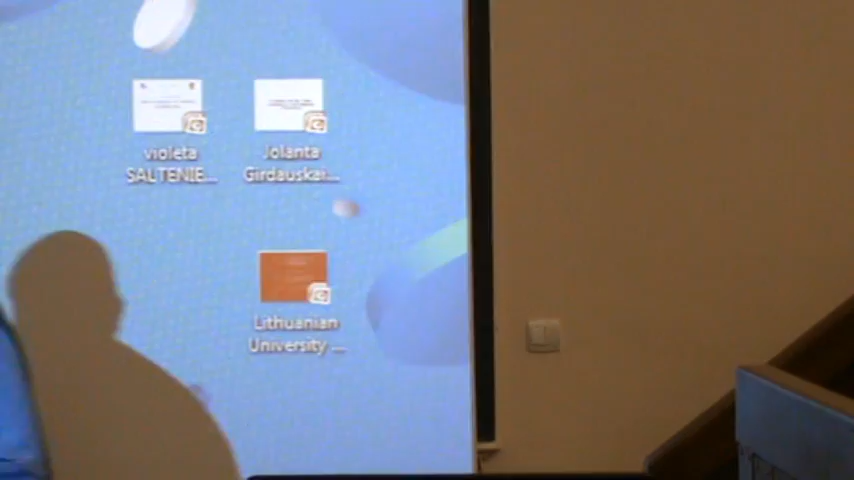 violeta
SALTENIE...
Jolanta
Girdauskai...
Lithuanian
University ...